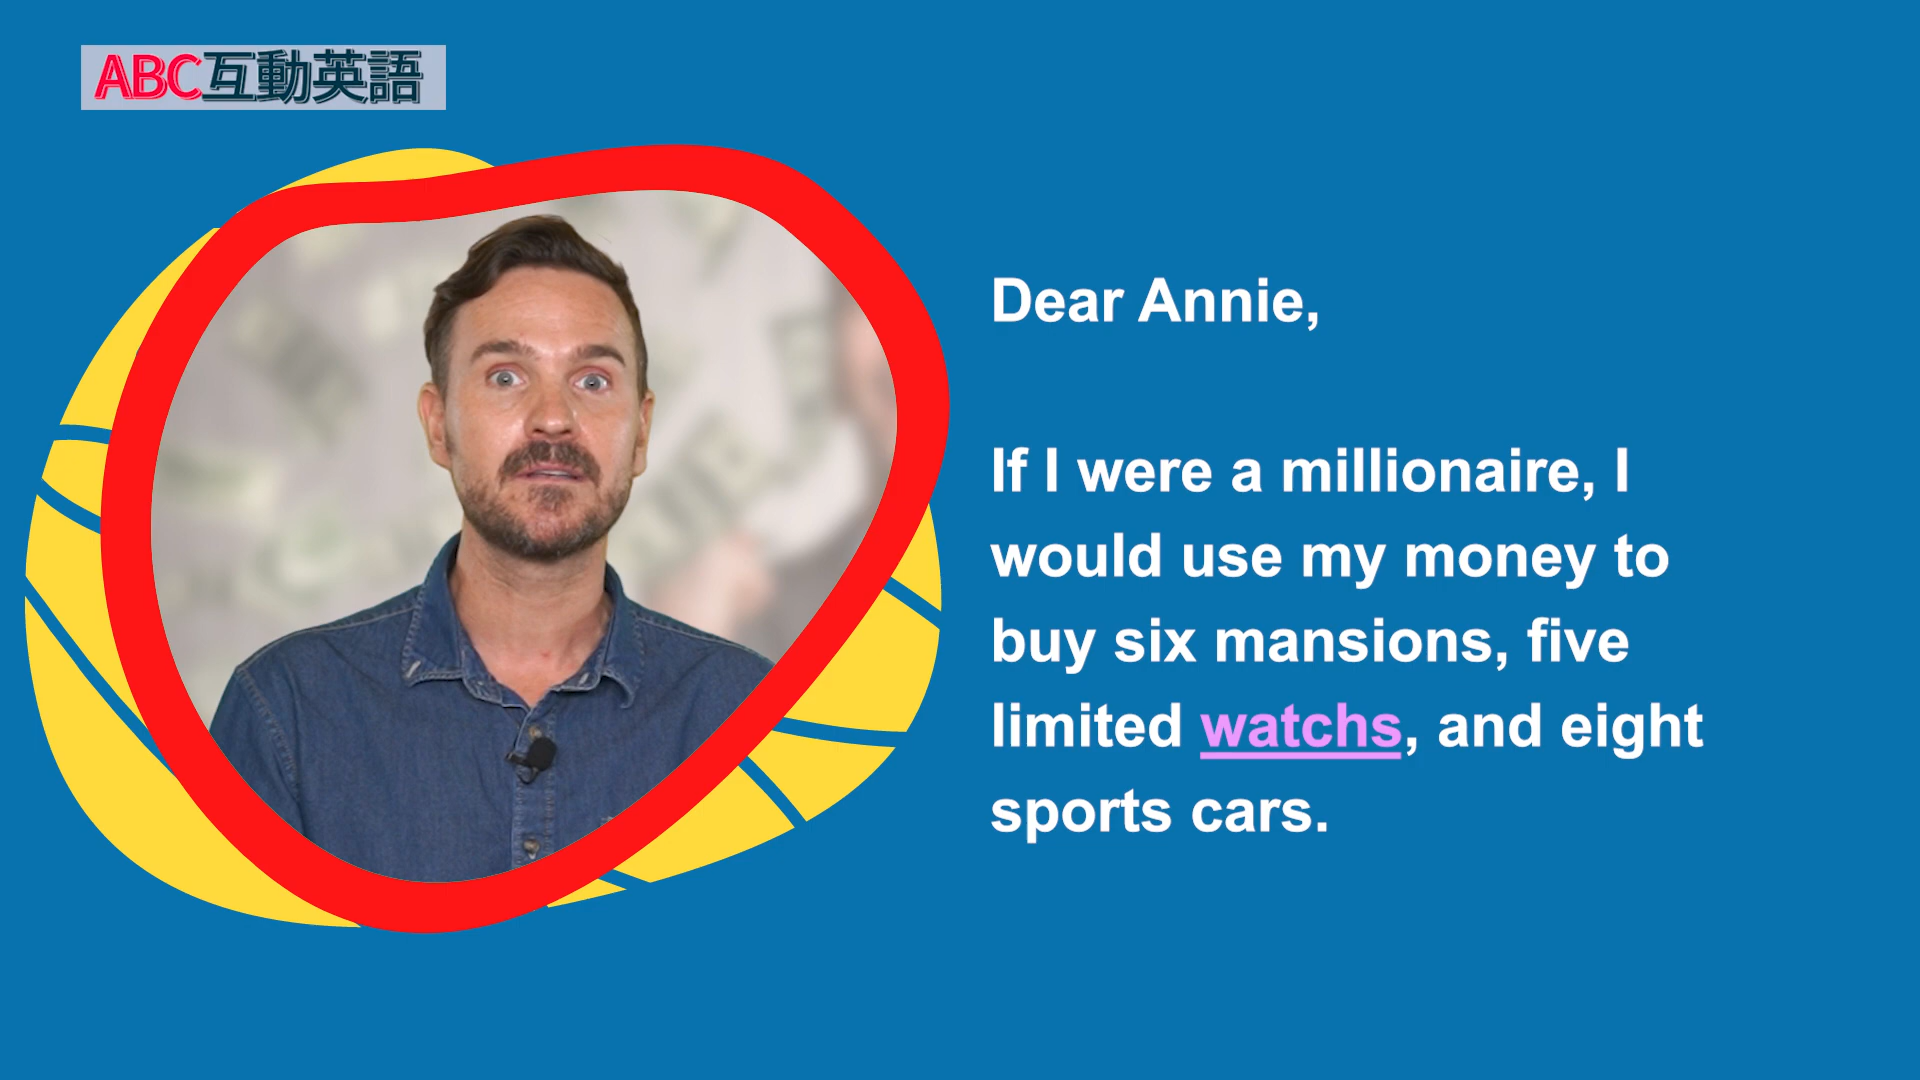 ABC互動英語
Dear Annie,
If I were a millionaire, I
would use my money to
buy six mansions, five
limited watchs, and eight
sports cars.